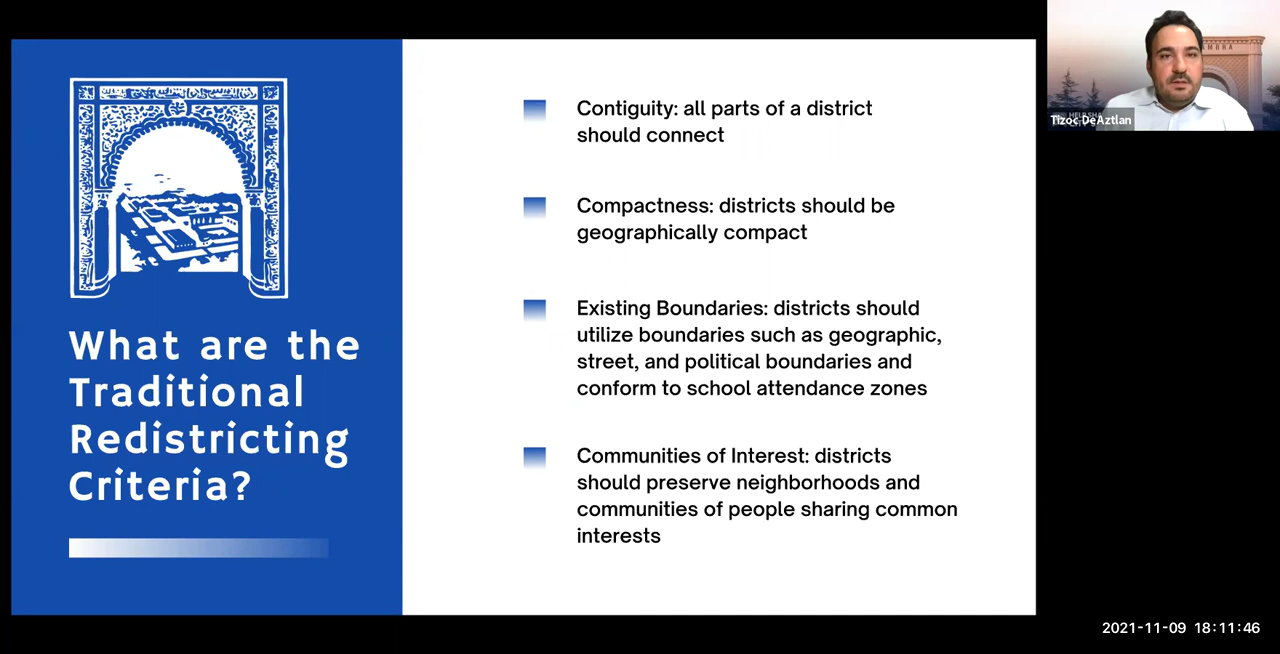 What are the
Traditional
Redistricting
Criteria?
Contiguity: all parts of a district
should connect
Compactness: districts should be
geographically compact
Existing Boundaries: districts should
utilize boundaries such as geographic,
street, and political boundaries and
conform to school attendance zones
Communities of Interest: districts
should preserve neighborhoods and
communities of people sharing common
interests
Tizoc DeAztlan
2021-11-09 18:11:46